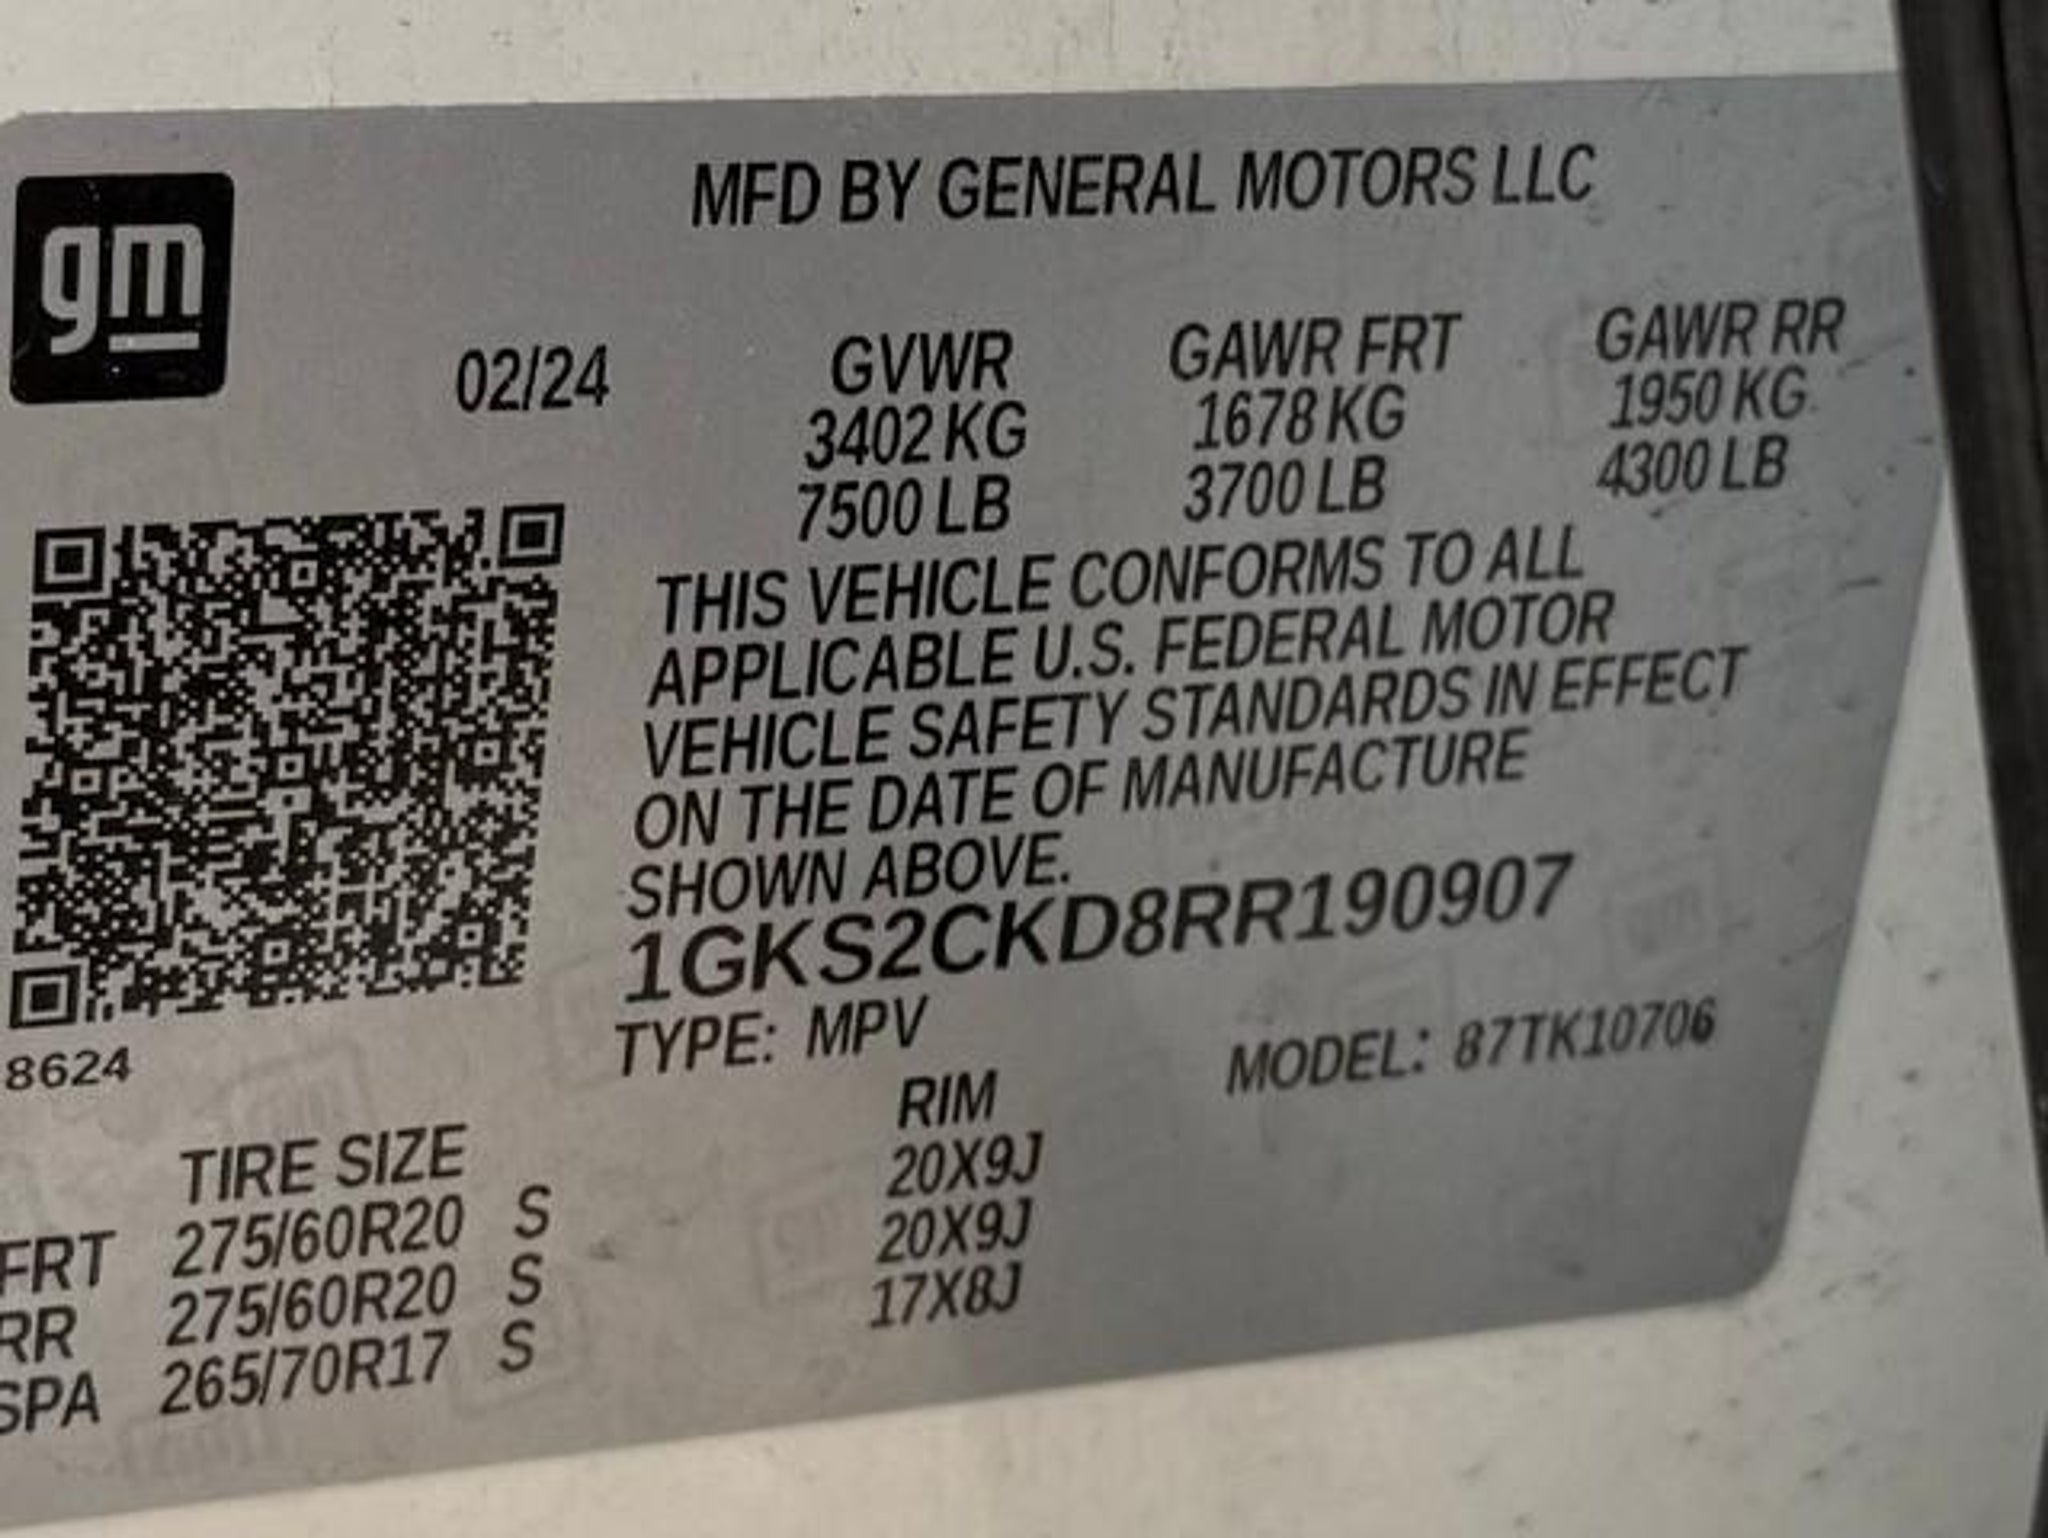 gm
MFD BY GENERAL MOTORS LLC
02/24 GVWR GAWR FRT GAWR RR
3402 KG 1678 KG 1950 KG
7500 LB 3700 LB 4300 LB
THIS VEHICLE CONFORMS TO ALL
APPLICABLE U.S. FEDERAL MOTOR
VEHICLE SAFETY STANDARDS IN EFFECT
ON THE DATE OF MANUFACTURE
SHOWN ABOVE.
1GKS2CKD8RR190907
TYPE: MPV MODEL: 87TK10706
8624
TIRE SIZE RIM
FRT 275/60R20 S 20X9J
RR 275/60R20 S 20X9J
SPA 265/70R17 S 17X8J